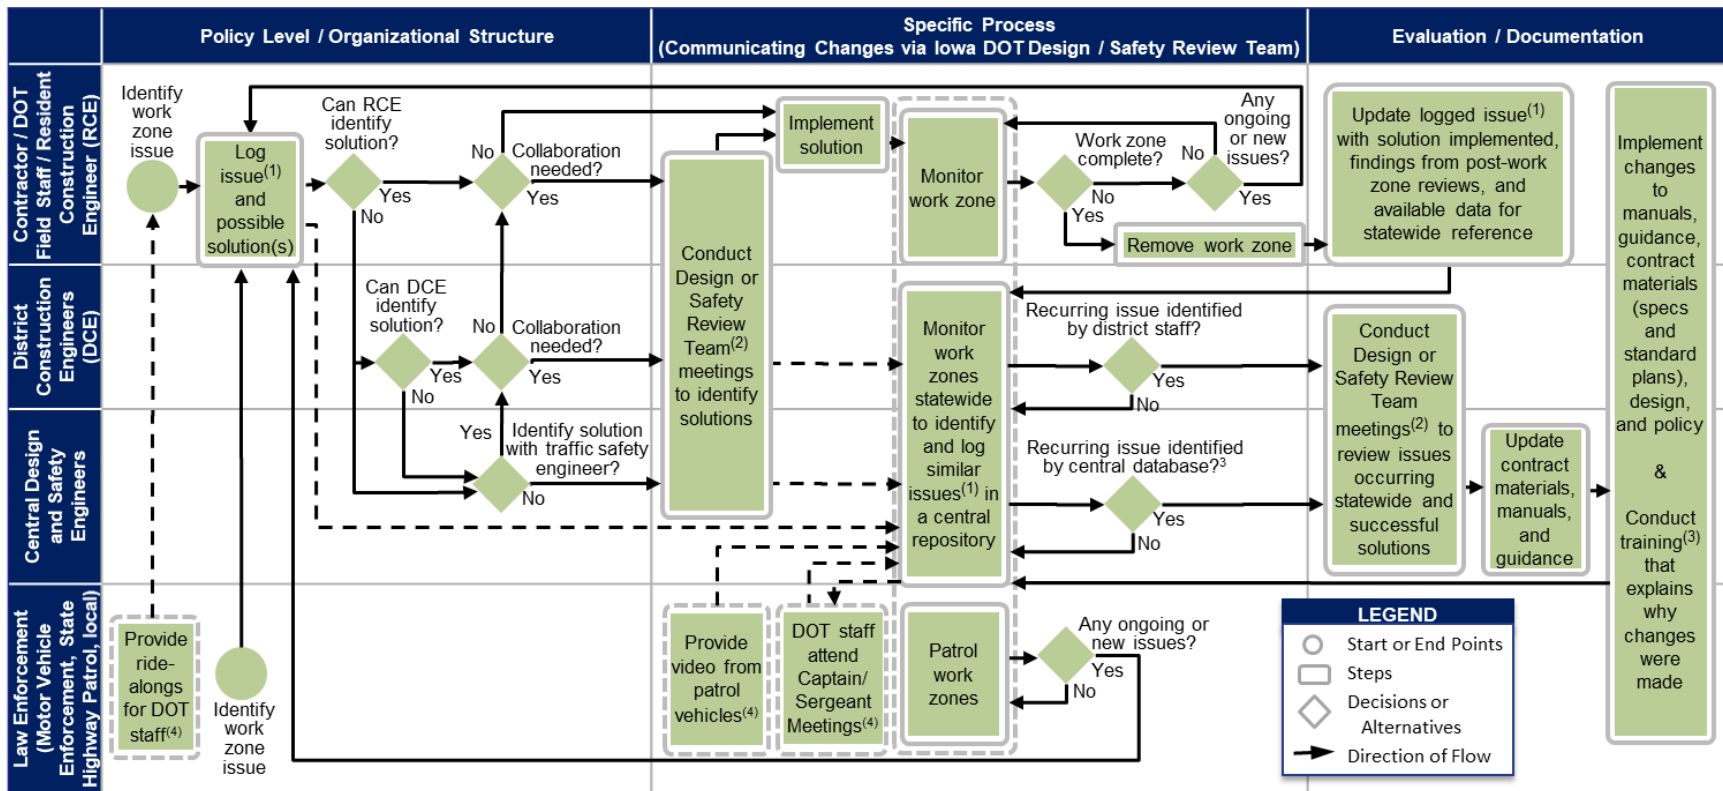 Policy Level / Organizational Structure
Specific Process
(Communicating Changes via Iowa DOT Design / Safety Review Team)
Evaluation / Documentation
Contractor / DOT
Field Staff / Resident
Construction
Engineer (RCE)
Identify
work
zone
issue
Log
issue(1)
and
possible
solution(s)
Can RCE
identify
solution?
Yes
No
No
Collaboration
needed?
Yes
Implement
solution
Monitor
work zone
Work zone
complete?
No
Yes
Any
ongoing
or new
issues?
No
Yes
Remove work zone
Update logged issue(1)
with solution implemented,
findings from post-work
zone reviews, and
available data for
statewide reference
District
Construction
Engineers
(DCE)
Can DCE
identify
solution?
Yes
No
No
Collaboration
needed?
Yes
Conduct
Design or
Safety
Review
Team(2)
meetings
to identify
solutions
Monitor
work
zones
statewide
to identify
and log
similar
issues(1) in
a central
repository
Recurring issue identified
by district staff?
Yes
No
Conduct
Design or
Safety Review
Team
meetings(2) to
review issues
occurring
statewide and
successful
solutions
Central Design
and Safety
Engineers
Yes
Identify solution
with traffic safety
engineer?
No
Recurring issue identified
by central database?3
Yes
No
Update
contract
materials,
manuals,
and
guidance
Implement
changes
to
manuals,
guidance,
contract
materials
(specs
and
standard
plans),
design,
and policy
&
Conduct
training(3)
that
explains
why
changes
were
made
Law Enforcement
(Motor Vehicle
Enforcement, State
Highway Patrol, local)
Provide
ride-
alongs
for DOT
staff(4)
Identify
work
zone
issue
Provide
video from
patrol
vehicles(4)
DOT staff
attend
Captain/
Sergeant
Meetings(4)
Patrol
work
zones
Any ongoing or
new issues?
Yes
No
LEGEND
Start or End Points
Steps
Decisions or
Alternatives
Direction of Flow